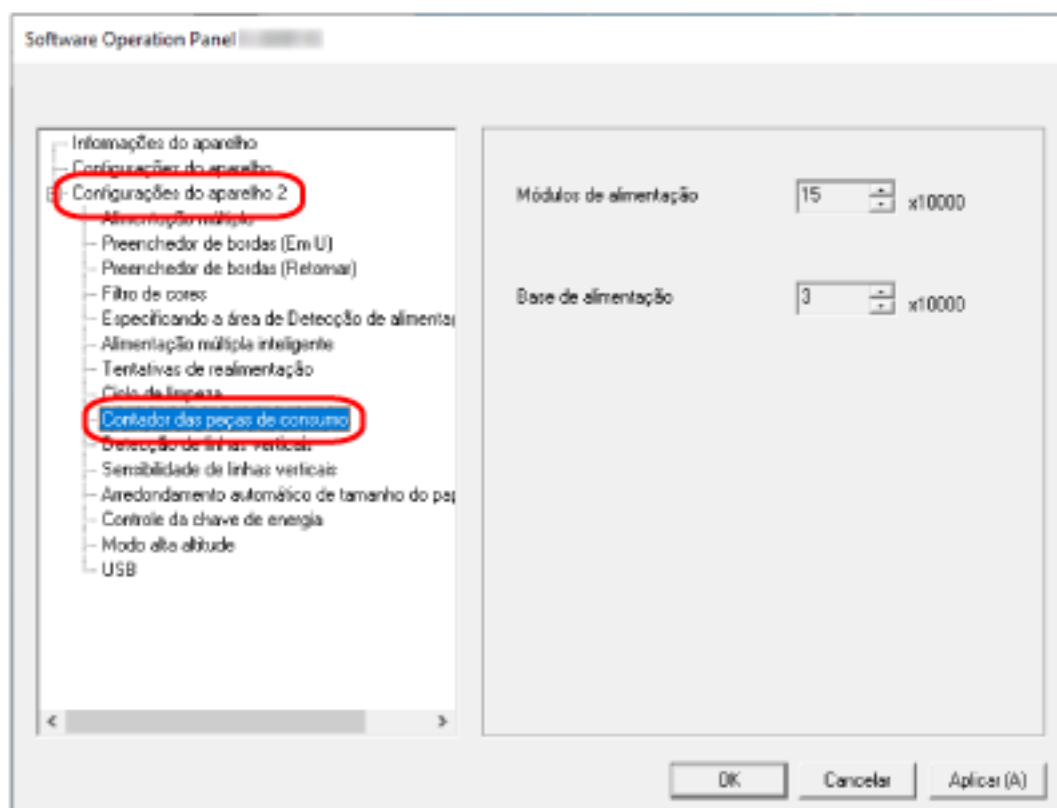 Software Operation Panel
Informações do aparelho
Configurações do aparelho
Configurações do aparelho 2
Alimentação múltipla
Preenchedor de bordas (Em U)
Preenchedor de bordas (Retornar)
Filtro de cores
Especificando a área de Detecção de alimenta
Alimentação múltipla inteligente
Tentativas de realimentação
Ciclo de limpeza
Contador das peças de consumo
Detecção de linhas verticais
Sensibilidade de linhas verticais
Arredondamento automático de tamanho do pap
Controle da chave de energia
Modo alta altitude
USB
Módulos de alimentação 15 x10000
Base de alimentação 3 x10000
OK Cancelar Aplicar (A)